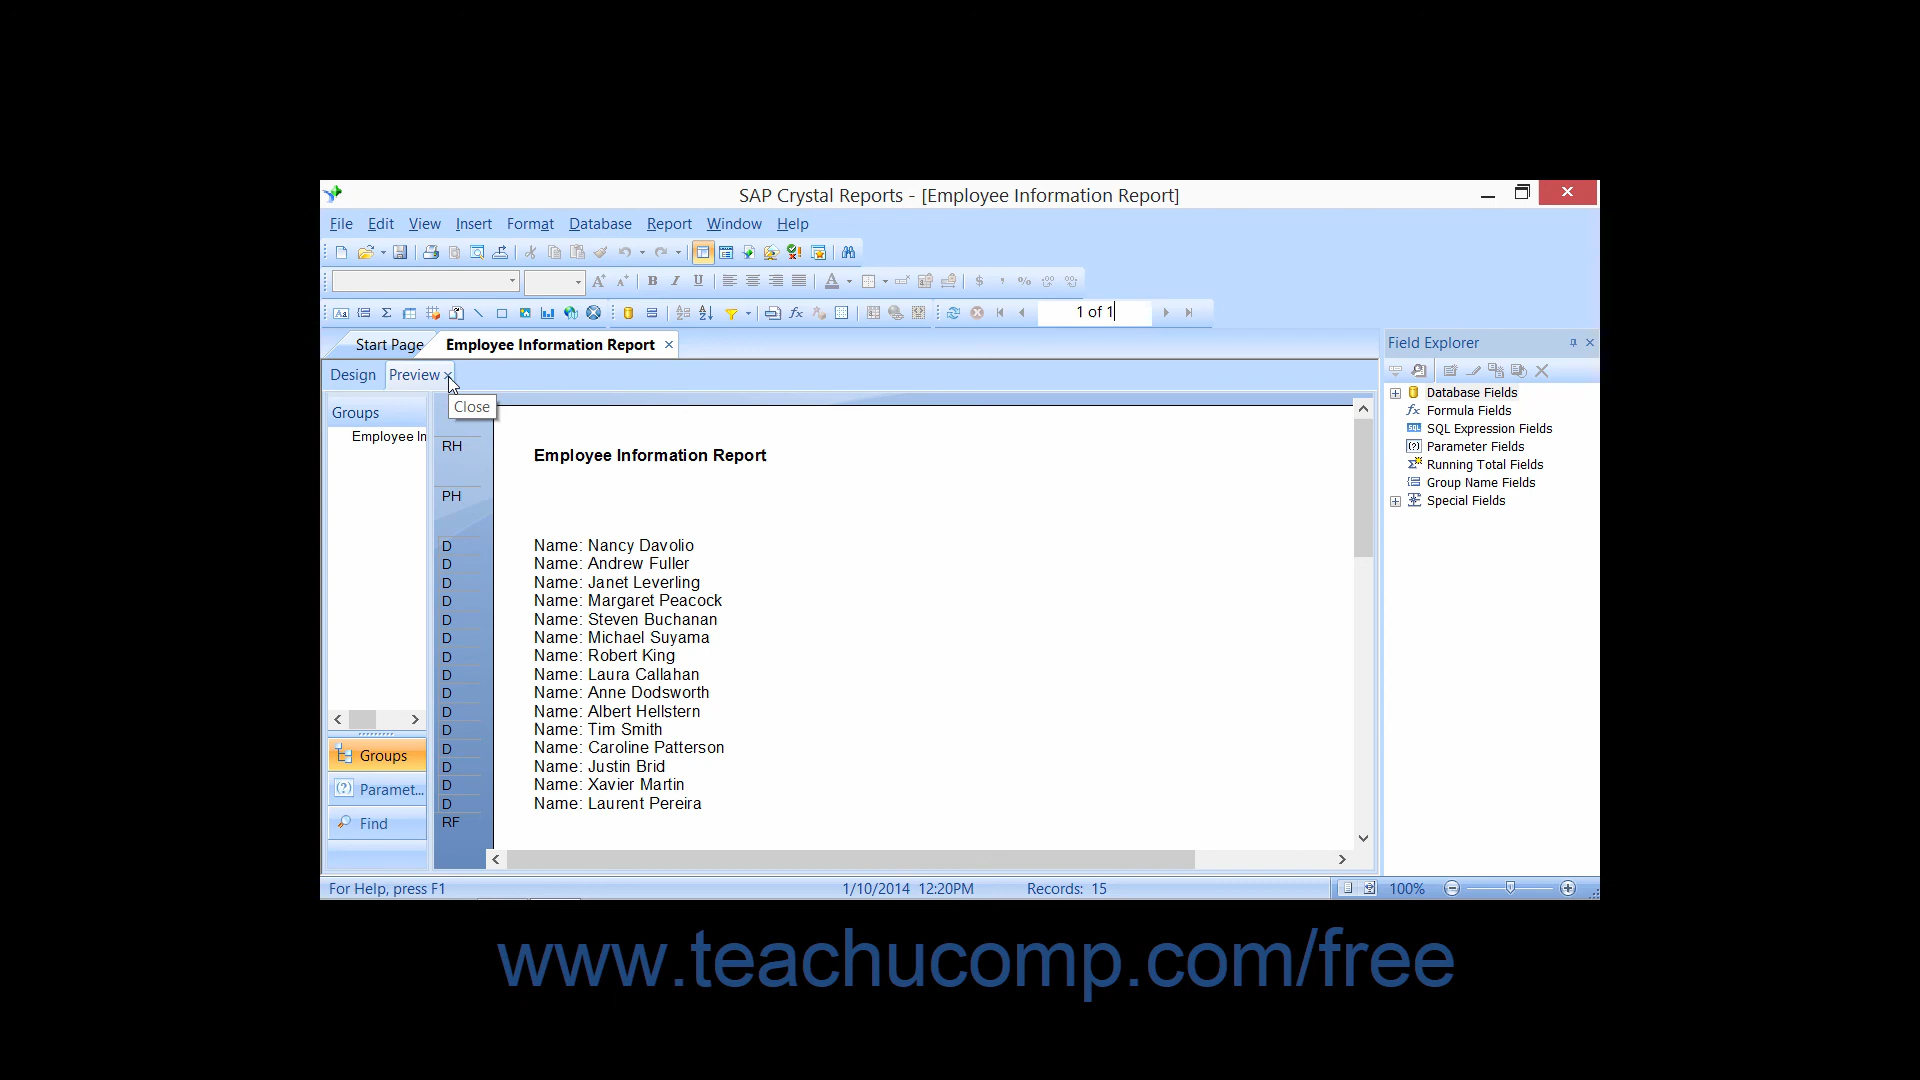 SAP Crystal Reports - [Employee Information Report]
File Edit View Insert Format Database Report Window Help
B I U $ , %
1 of 1
Start Page Employee Information Report
Design Preview
Close
Groups
Employee In
RH
Employee Information Report
PH
D Name: Nancy Davolio
D Name: Andrew Fuller
D Name: Janet Leverling
D Name: Margaret Peacock
D Name: Steven Buchanan
D Name: Michael Suyama
D Name: Robert King
D Name: Laura Callahan
D Name: Anne Dodsworth
D Name: Albert Hellstern
D Name: Tim Smith
D Name: Caroline Patterson
D Name: Justin Brid
D Name: Xavier Martin
D Name: Laurent Pereira
RF
Groups
Paramet...
Find
Field Explorer
Database Fields
Formula Fields
SQL Expression Fields
Parameter Fields
Running Total Fields
Group Name Fields
Special Fields
For Help, press F1 1/10/2014 12:20PM Records: 15 100%
www.teachucomp.com/free